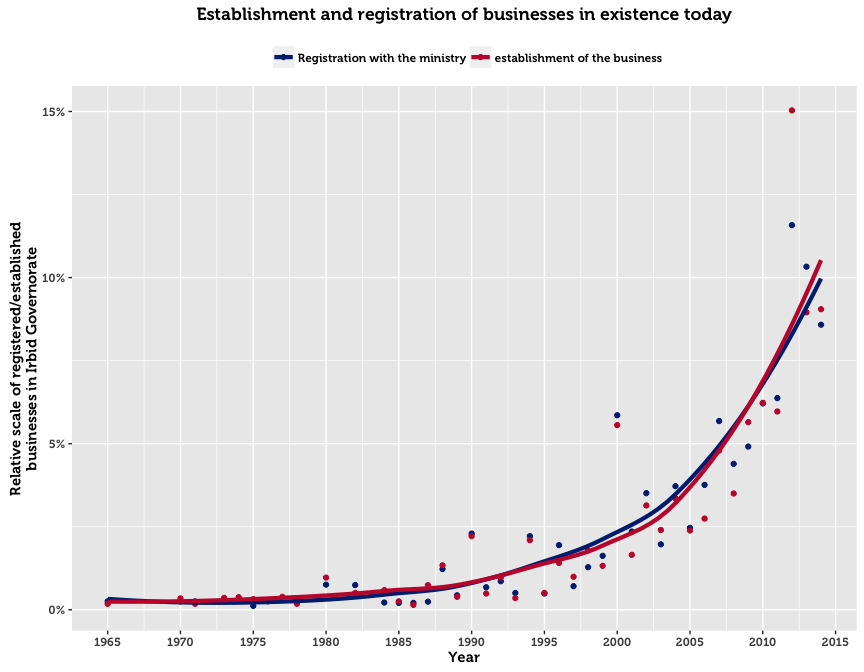 Establishment and registration of businesses in existence today
Registration with the ministry establishment of the business
Relative scale of registered/established
businesses in Irbid Governorate
15%
10%
5%
0%
1965 1970 1975 1980 1985 1990 1995 2000 2005 2010 2015
Year